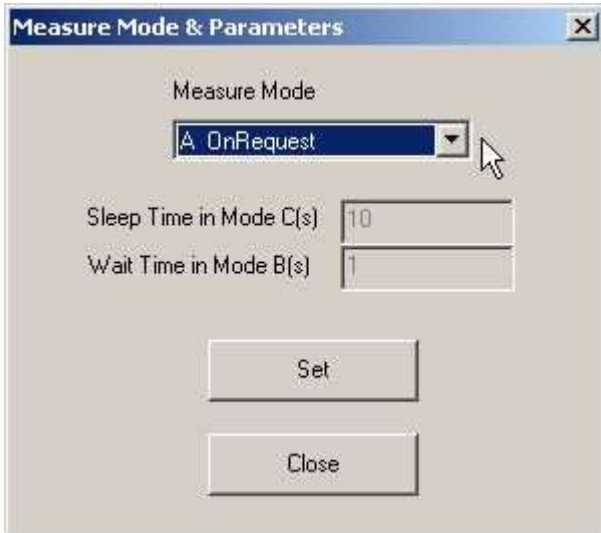 Measure Mode & Parameters
Measure Mode
A OnRequest
Sleep Time in Mode C(s) 10
Wait Time in Mode B(s) 1
Set
Close